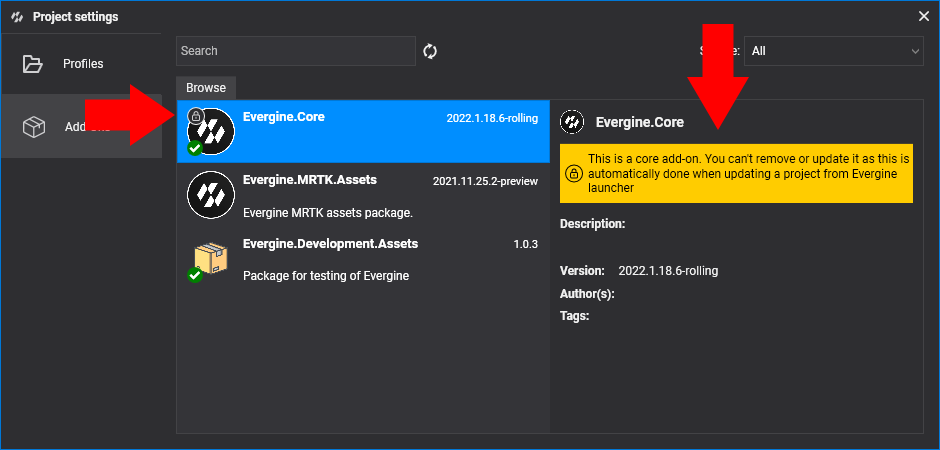 Project settings
Profiles
Search
All
Browse
Evergine.Core
2022.1.18.6-rolling
Evergine.MRTK.Assets
2021.11.25.2-preview
Evergine MRTK assets package.
Evergine.Development.Assets
1.0.3
Package for testing of Evergine
Evergine.Core
This is a core add-on. You can't remove or update it as this is
automatically done when updating a project from Evergine
launcher
Description:
Version: 2022.1.18.6-rolling
Author(s):
Tags: